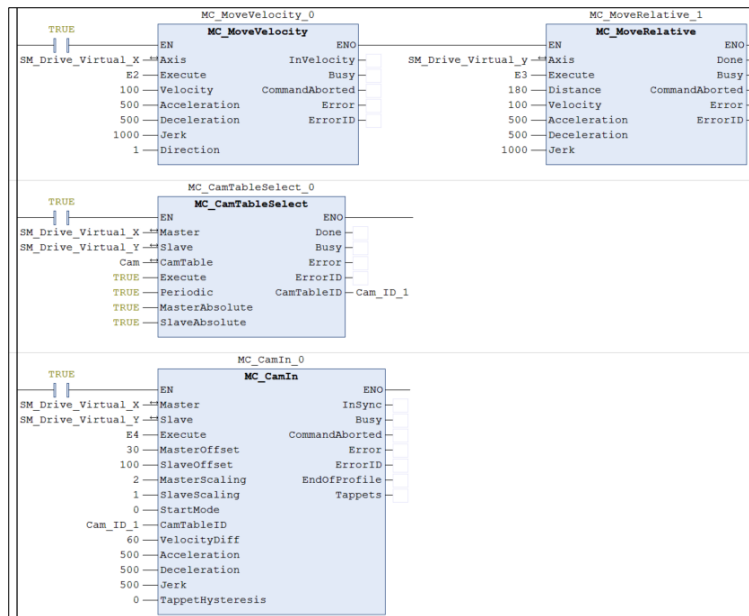 MC_MoveVelocity_0 MC_MoveRelative_1
TRUE MC_MoveVelocity MC_MoveRelative
EN ENO EN ENO
SM_Drive_Virtual_X Axis InVelocity SM_Drive_Virtual_y Axis Done
E2 Execute Busy E3 Execute Busy
100 Velocity CommandAborted 180 Distance CommandAborted
500 Acceleration Error 100 Velocity Error
500 Deceleration ErrorID 500 Acceleration ErrorID
1000 Jerk 500 Deceleration
1 Direction 1000 Jerk
MC_CamTableSelect_0
TRUE MC_CamTableSelect
EN ENO
SM_Drive_Virtual_X Master Done
SM_Drive_Virtual_Y Slave Busy
Cam CamTable Error
TRUE Execute ErrorID
TRUE Periodic CamTableID Cam_ID_1
TRUE MasterAbsolute
TRUE SlaveAbsolute
MC_CamIn_0
TRUE MC_CamIn
EN ENO
SM_Drive_Virtual_X Master InSync
SM_Drive_Virtual_Y Slave Busy
E4 Execute CommandAborted
30 MasterOffset Error
100 SlaveOffset ErrorID
2 MasterScaling EndOfProfile
1 SlaveScaling Tappets
0 StartMode
Cam_ID_1 CamTableID
60 VelocityDiff
500 Acceleration
500 Deceleration
500 Jerk
0 TappetHysteresis